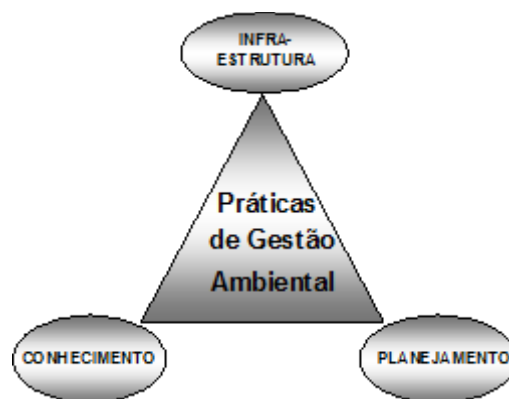 INFRA-
ESTRUTURA
Práticas
de Gestão
Ambiental
CONHECIMENTO
PLANEJAMENTO